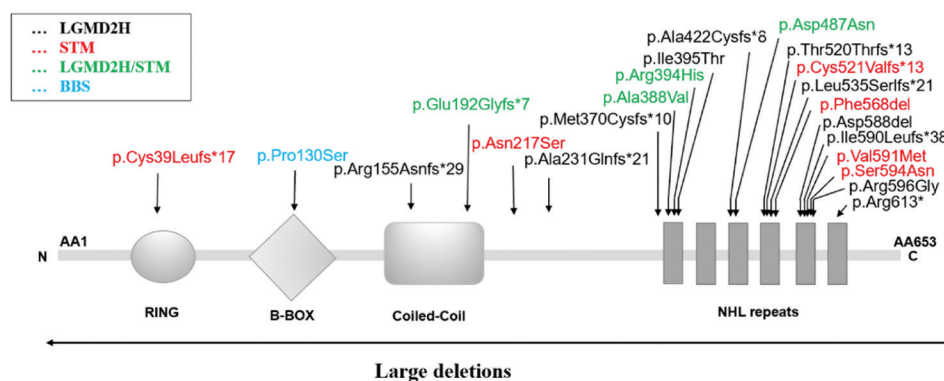 ... LGMD2H
... STM
... LGMD2H/STM
... BBS
p.Asp487Asn
p.Ala422Cysfs*8
p.Thr520Thrfs*13
p.Ile395Thr
p.Cys521Valfs*13
p.Arg394His
p.Leu535SerIfs*21
p.Ala388Val
p.Phe568del
p.Glu192Glyfs*7
p.Met370Cysfs*10
p.Asp588del
p.Ile590Leufs*38
p.Cys39Leufs*17
p.Pro130Ser
p.Asn217Ser
p.Val591Met
p.Arg155Asnfs*29
p.Ala231Glnfs*21
p.Ser594Asn
p.Arg596Gly
p.Arg613*
AA1
AA653
N
C
RING
B-BOX
Coiled-Coil
NHL repeats
Large deletions